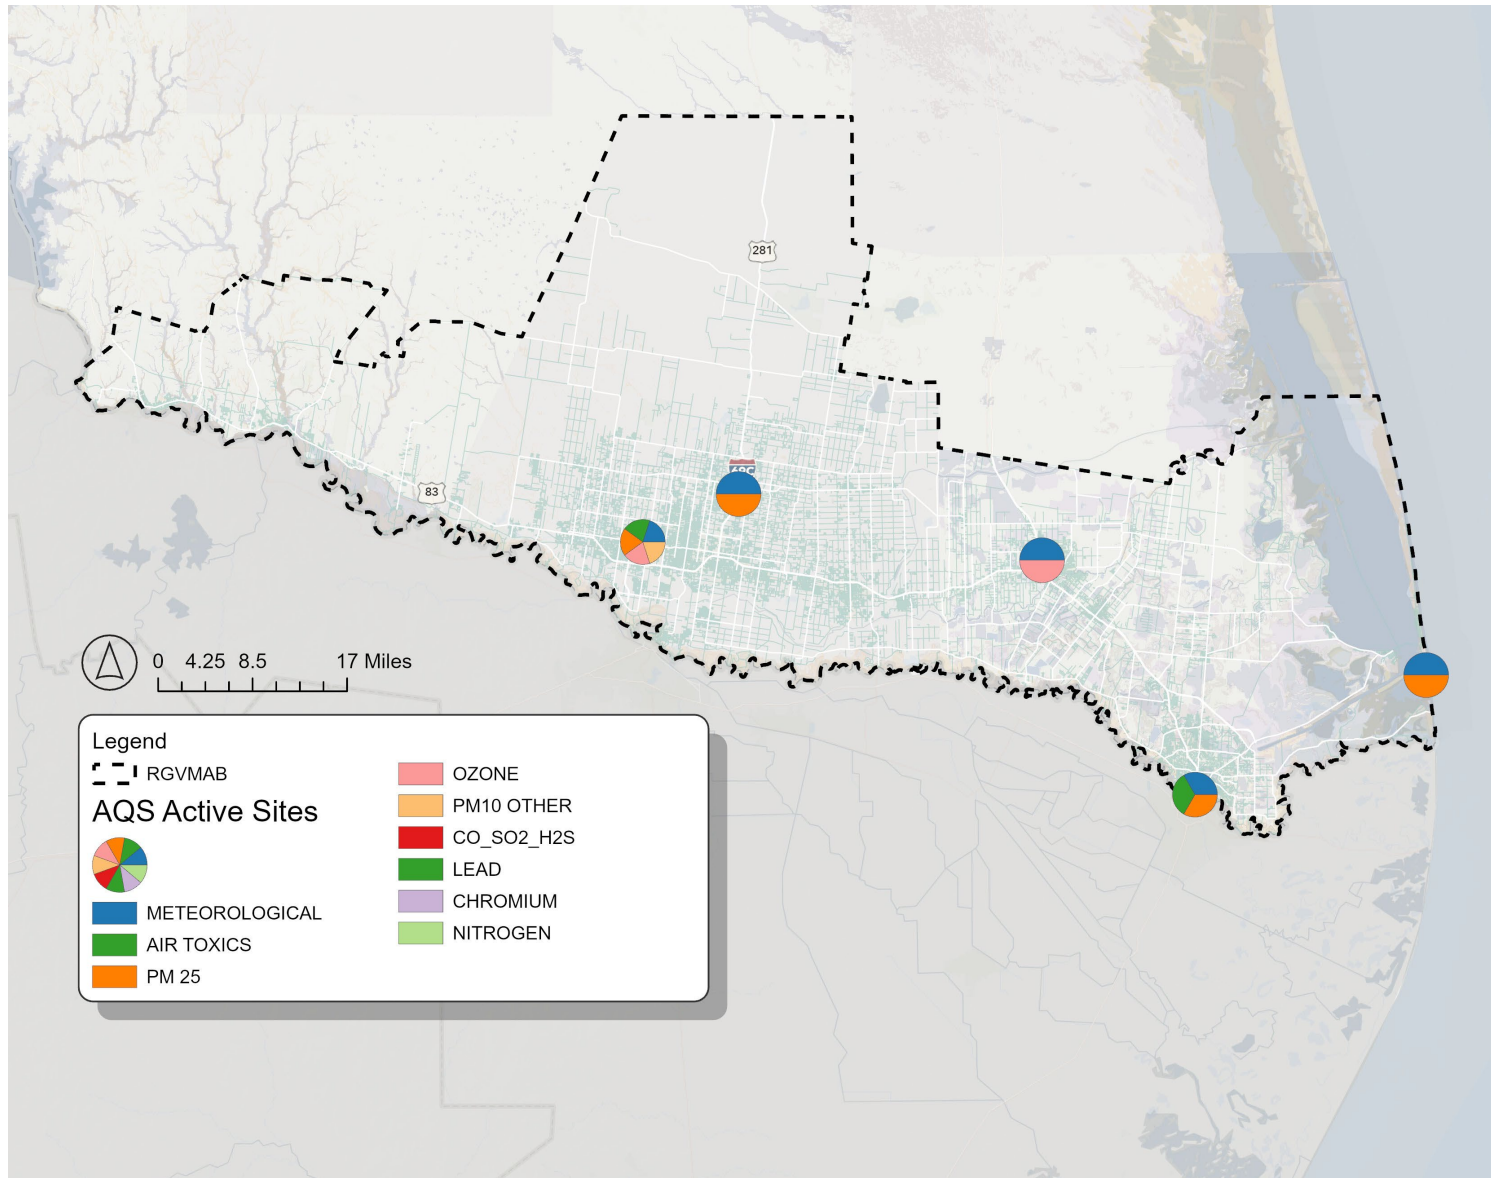 281
69C
83
0 4.25 8.5 17 Miles
Legend
RGVMAB
AQS Active Sites
METEOROLOGICAL
AIR TOXICS
PM 25
OZONE
PM10 OTHER
CO_SO2_H2S
LEAD
CHROMIUM
NITROGEN